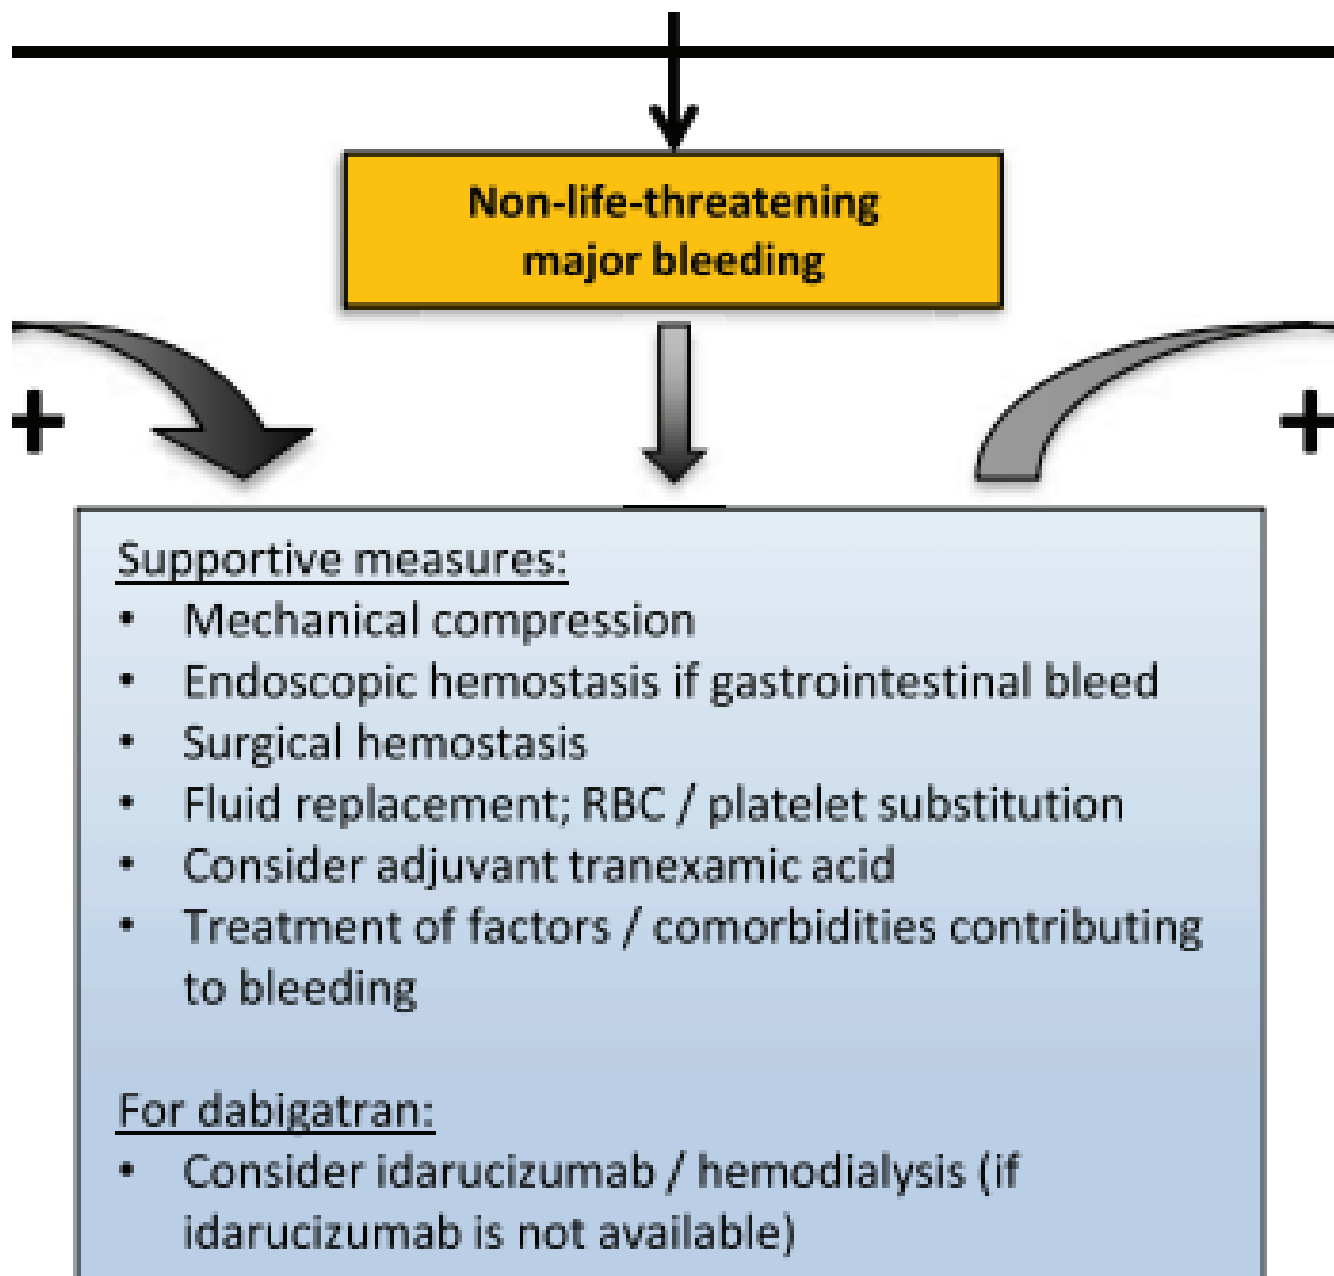 Non-life-threatening
major bleeding
+
+
Supportive measures:
• Mechanical compression
• Endoscopic hemostasis if gastrointestinal bleed
• Surgical hemostasis
• Fluid replacement; RBC / platelet substitution
• Consider adjuvant tranexamic acid
• Treatment of factors / comorbidities contributing
to bleeding
For dabigatran:
• Consider idarucizumab / hemodialysis (if
idarucizumab is not available)